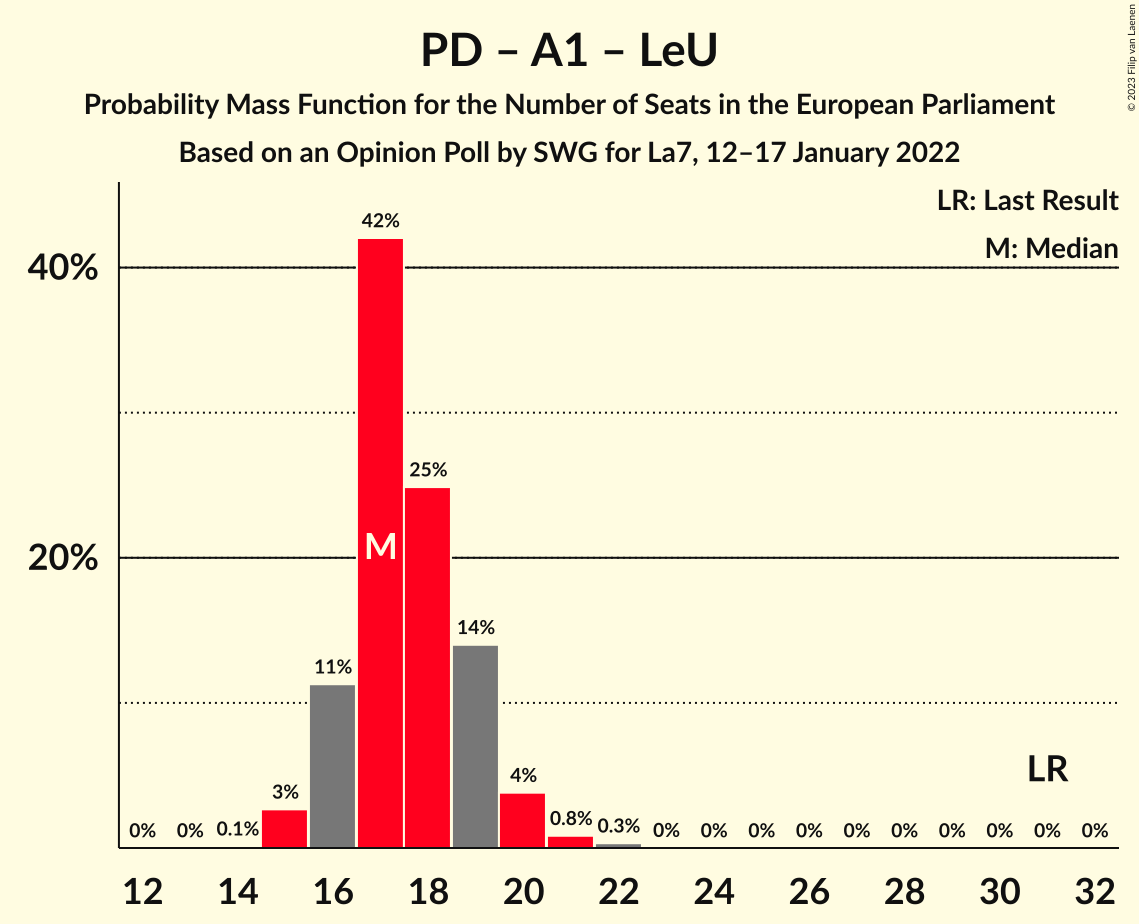 PD – A1 – LeU
Probability Mass Function for the Number of Seats in the European Parliament
Based on an Opinion Poll by SWG for La7, 12–17 January 2022
© 2023 Filip van Laenen
LR: Last Result
M: Median
40%
20%
0%
0%
0.1%
3%
11%
42%
M
25%
14%
4%
0.8%
0.3%
0%
0%
0%
0%
0%
0%
0%
0%
0%
0%
LR
12 14 16 18 20 22 24 26 28 30 32